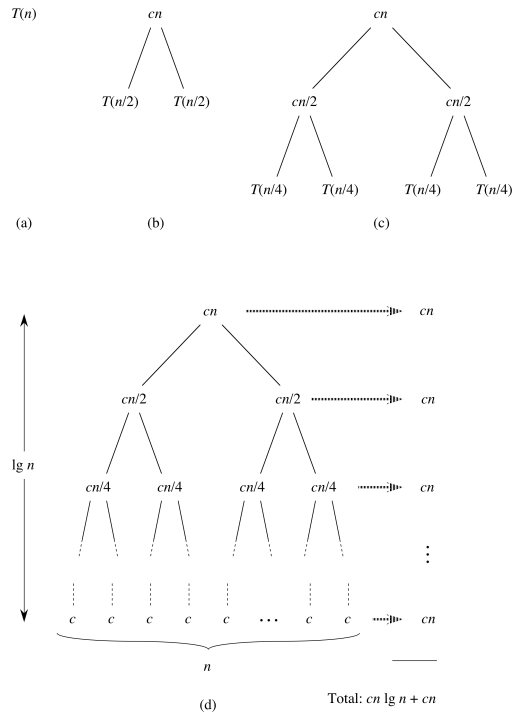 T(n) cn cn
T(n/2) T(n/2) cn/2 cn/2
T(n/4) T(n/4) T(n/4) T(n/4)
(a) (b) (c)
cn cn
cn/2 cn/2 cn
lg n
cn/4 cn/4 cn/4 cn/4 cn
⋮
c c c c c … c c cn
n
(d) Total: cn lg n + cn